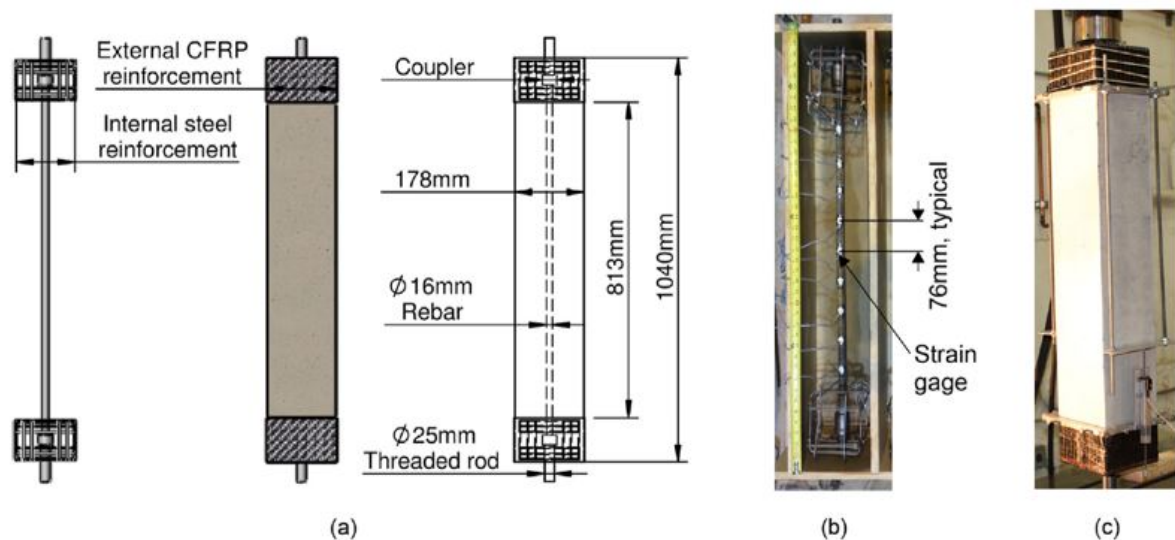 External CFRP
reinforcement
Internal steel
reinforcement
Coupler
178mm
Ø16mm
Rebar
Ø25mm
Threaded rod
813mm
1040mm
76mm, typical
Strain
gage
(a)
(b)
(c)